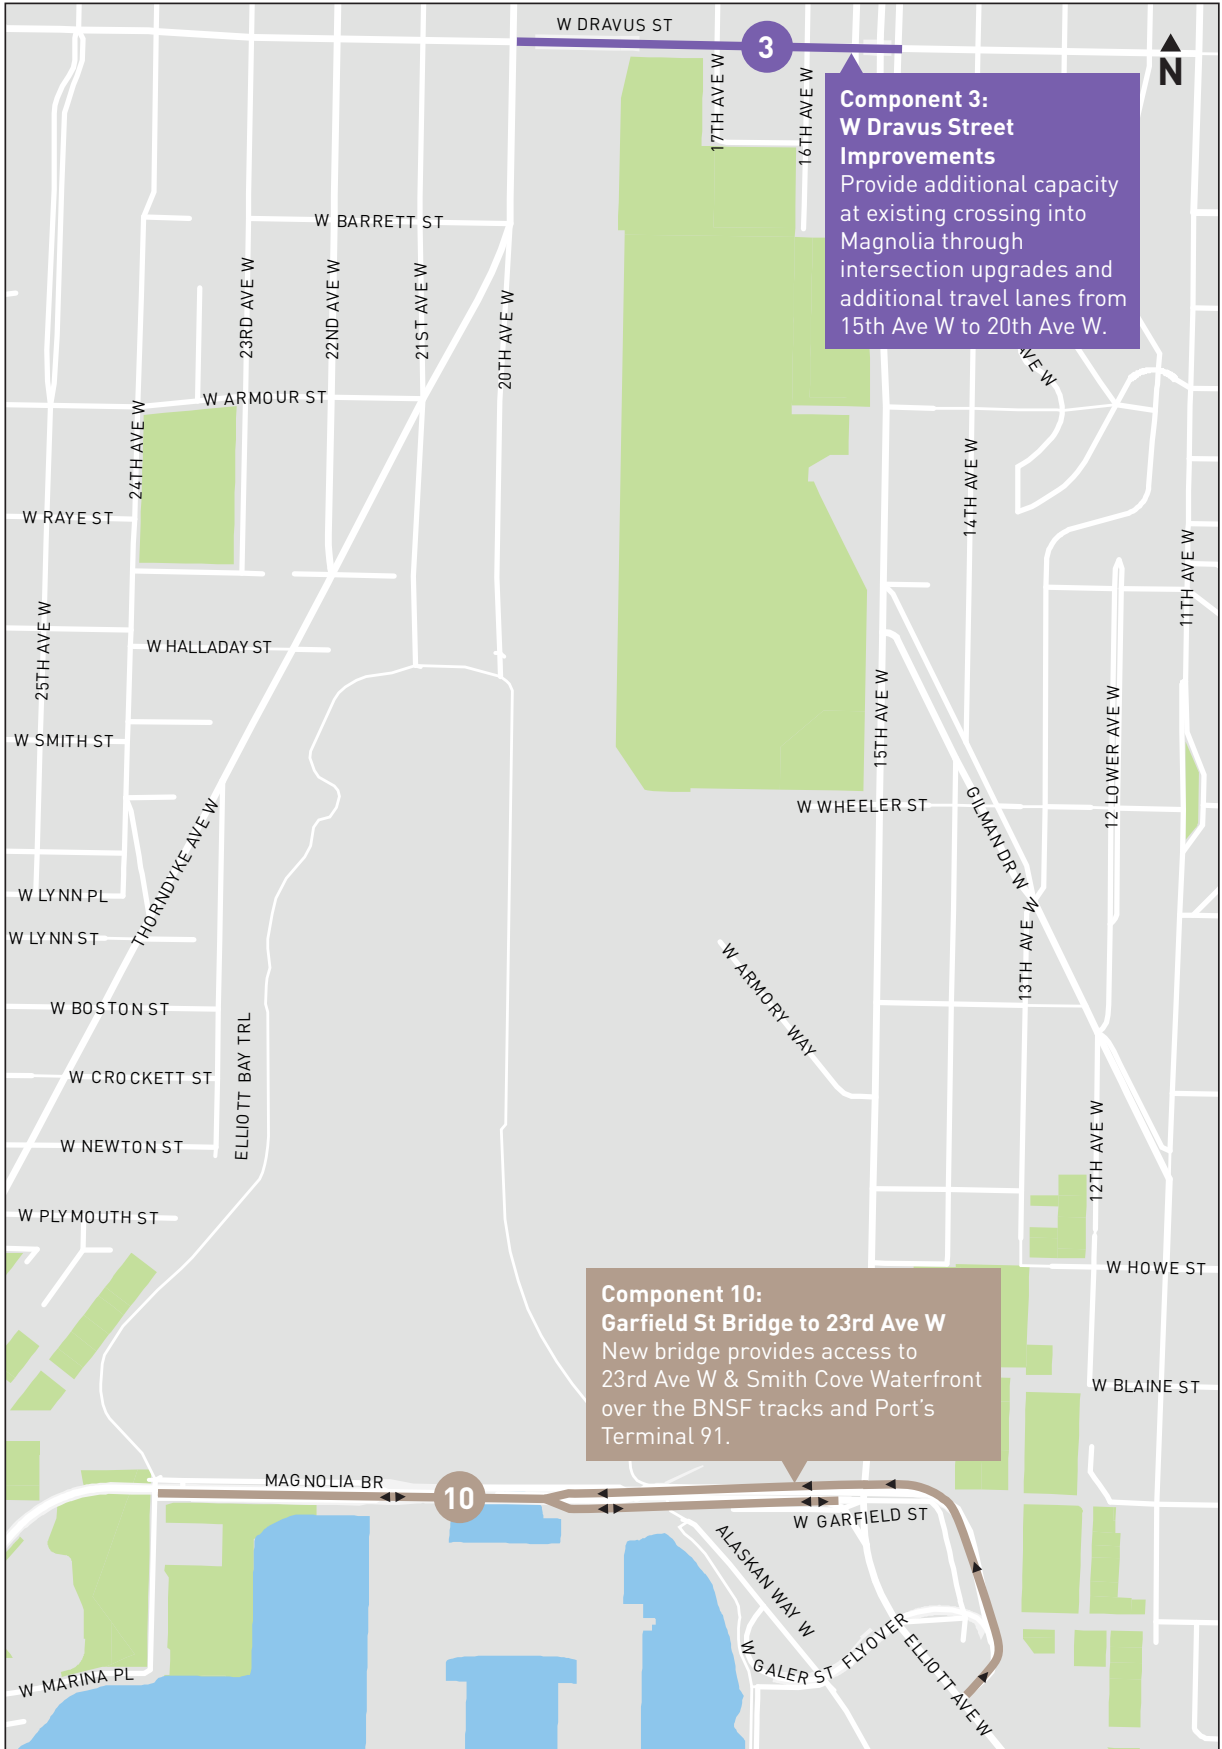 W DRAVUS ST
3
N
17TH AVE W
16TH AVE W
Component 3:
W Dravus Street
Improvements
Provide additional capacity
at existing crossing into
Magnolia through
intersection upgrades and
additional travel lanes from
15th Ave W to 20th Ave W.
W BARRETT ST
23RD AVE W
22ND AVE W
21ST AVE W
20TH AVE W
AVE W
W ARMOUR ST
24TH AVE W
14TH AVE W
W RAYE ST
11TH AVE W
25TH AVE W
W HALLADAY ST
15TH AVE W
12 LOWER AVE W
W SMITH ST
THORNDYKE AVE W
W WHEELER ST
GILMAN DR W
W LYNN PL
W LYNN ST
13TH AVE W
W ARMORY WAY
W BOSTON ST
ELLIOTT BAY TRL
W CROCKETT ST
12TH AVE W
W NEWTON ST
W PLYMOUTH ST
W HOWE ST
Component 10:
Garfield St Bridge to 23rd Ave W
New bridge provides access to
23rd Ave W & Smith Cove Waterfront
over the BNSF tracks and Port's
Terminal 91.
W BLAINE ST
MAGNOLIA BR
10
W GARFIELD ST
ALASKAN WAY W
W GALER ST FLYOVER
ELLIOTT AVE W
W MARINA PL